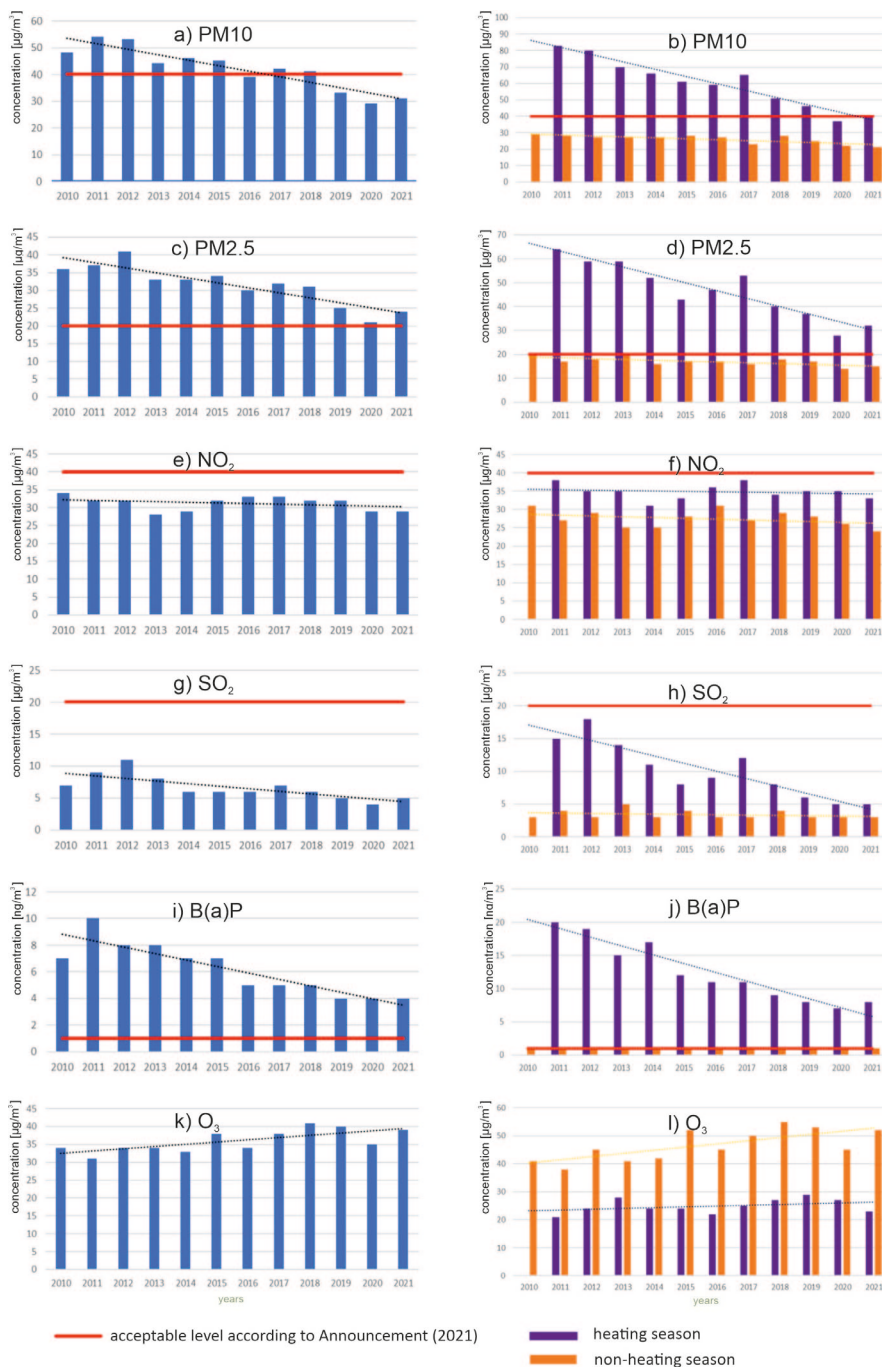 a) PM10
concentration [µg/m³]
60
50
40
30
20
10
0
2010 2011 2012 2013 2014 2015 2016 2017 2018 2019 2020 2021
b) PM10
concentration [µg/m³]
100
90
80
70
60
50
40
30
20
10
0
2010 2011 2012 2013 2014 2015 2016 2017 2018 2019 2020 2021
c) PM2.5
concentration [µg/m³]
45
40
35
30
25
20
15
10
5
0
2010 2011 2012 2013 2014 2015 2016 2017 2018 2019 2020 2021
d) PM2.5
concentration [µg/m³]
70
60
50
40
30
20
10
0
2010 2011 2012 2013 2014 2015 2016 2017 2018 2019 2020 2021
e) NO₂
concentration [µg/m³]
45
40
35
30
25
20
15
10
5
0
2010 2011 2012 2013 2014 2015 2016 2017 2018 2019 2020 2021
f) NO₂
concentration [µg/m³]
45
40
35
30
25
20
15
10
5
0
2010 2011 2012 2013 2014 2015 2016 2017 2018 2019 2020 2021
g) SO₂
concentration [µg/m³]
25
20
15
10
5
0
2010 2011 2012 2013 2014 2015 2016 2017 2018 2019 2020 2021
h) SO₂
concentration [µg/m³]
25
20
15
10
5
0
2010 2011 2012 2013 2014 2015 2016 2017 2018 2019 2020 2021
i) B(a)P
concentration [ng/m³]
12
10
8
6
4
2
0
2010 2011 2012 2013 2014 2015 2016 2017 2018 2019 2020 2021
j) B(a)P
concentration [ng/m³]
25
20
15
10
5
0
2010 2011 2012 2013 2014 2015 2016 2017 2018 2019 2020 2021
k) O₃
concentration [µg/m³]
45
40
35
30
25
20
15
10
5
0
2010 2011 2012 2013 2014 2015 2016 2017 2018 2019 2020 2021
years
l) O₃
concentration [µg/m³]
60
50
40
30
20
10
0
2010 2011 2012 2013 2014 2015 2016 2017 2018 2019 2020 2021
years
acceptable level according to Announcement (2021)
heating season
non-heating season